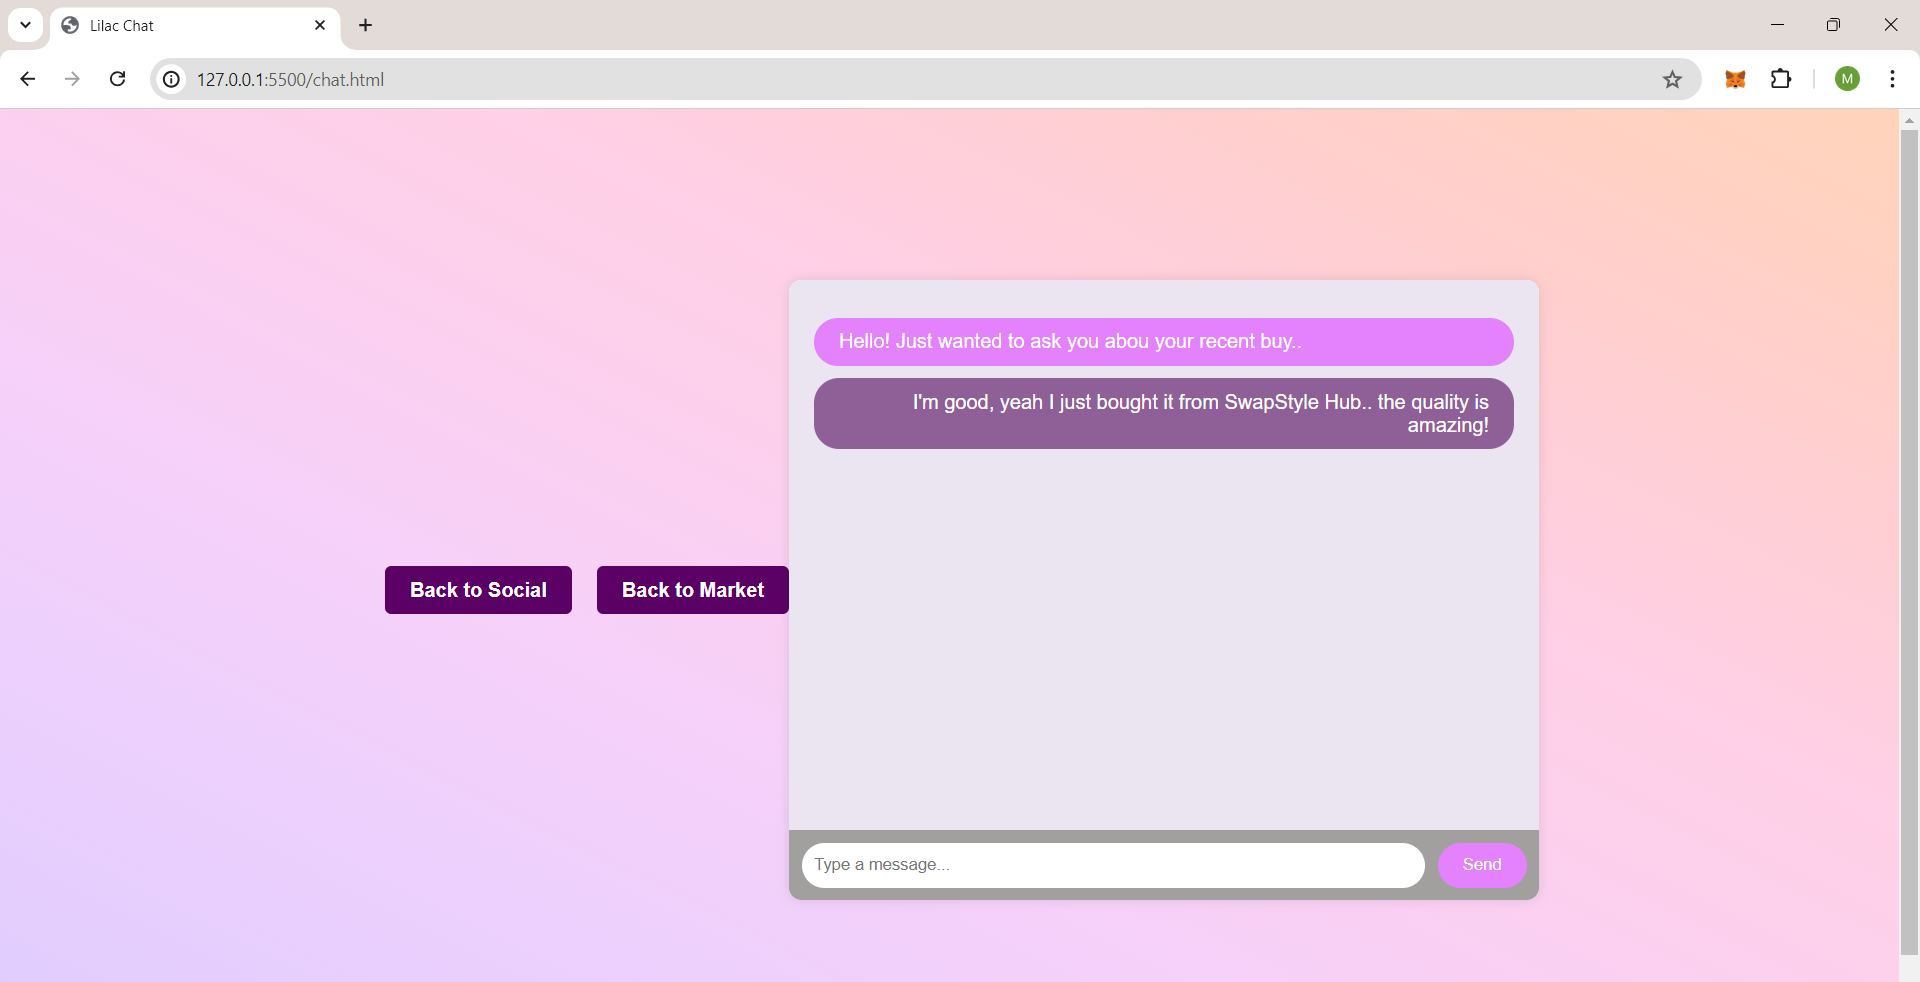 Lilac Chat
127.0.0.1:5500/chat.html
M
Hello! Just wanted to ask you abou your recent buy..
I'm good, yeah I just bought it from SwapStyle Hub.. the quality is
amazing!
Back to Social
Back to Market
Type a message...
Send